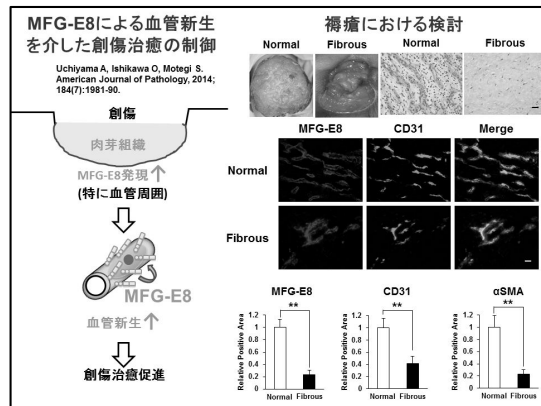 MFG-E8による血管新生
を介した創傷治癒の制御
Uchiyama A, Ishikawa O, Motegi S.
American Journal of Pathology, 2014;
184(7):1981-90.
創傷
肉芽組織
MFG-E8発現↑
(特に血管周囲)
MFG-E8
血管新生↑
創傷治癒促進
褥瘡における検討
Normal Fibrous Normal Fibrous
MFG-E8 CD31 Merge
Normal
Fibrous
MFG-E8 CD31 αSMA
** ** **
Relative Positive Area
1.2
1
0.8
0.6
0.4
0.2
0
Normal Fibrous
Relative Positive Area
1.2
1
0.8
0.6
0.4
0.2
0
Normal Fibrous
Relative Positive Area
1.2
1
0.8
0.6
0.4
0.2
0
Normal Fibrous